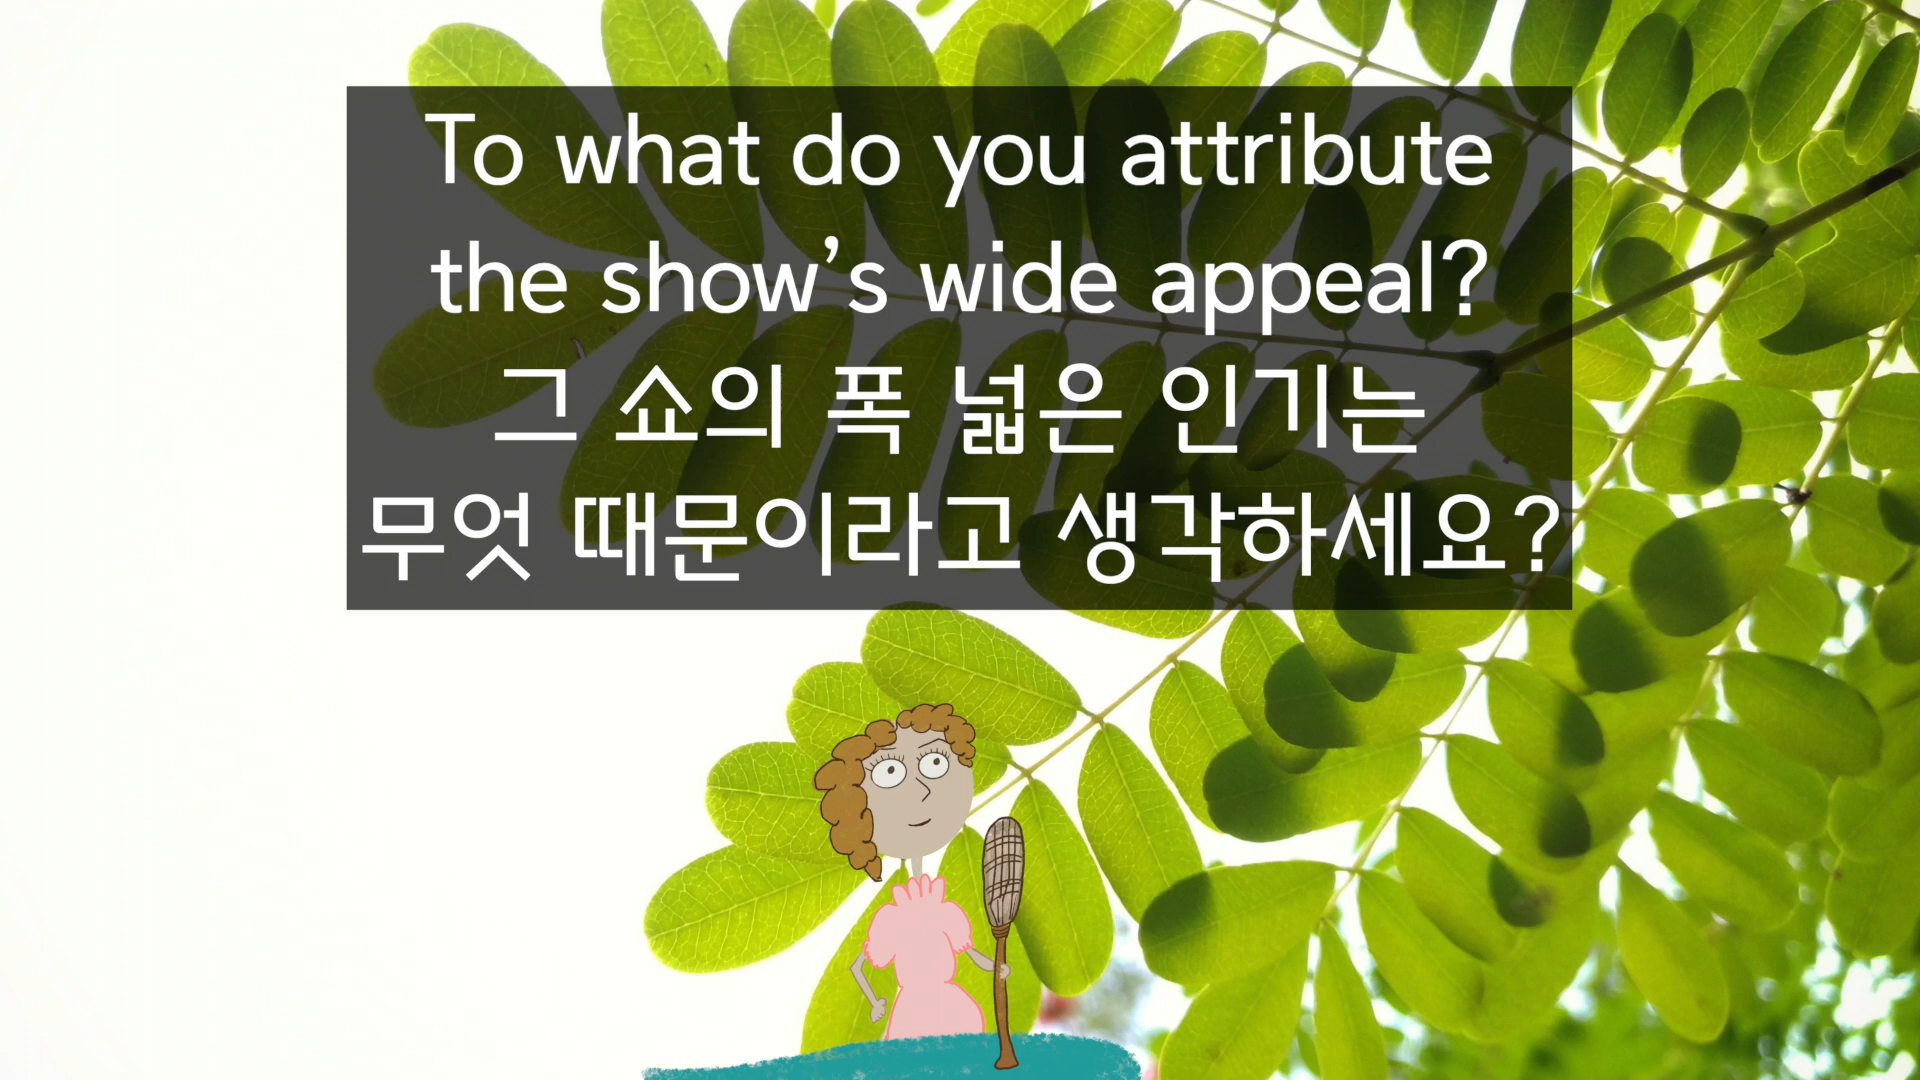 To what do you attribute
the show’s wide appeal?
그 쇼의 폭 넓은 인기는
무엇 때문이라고 생각하세요?